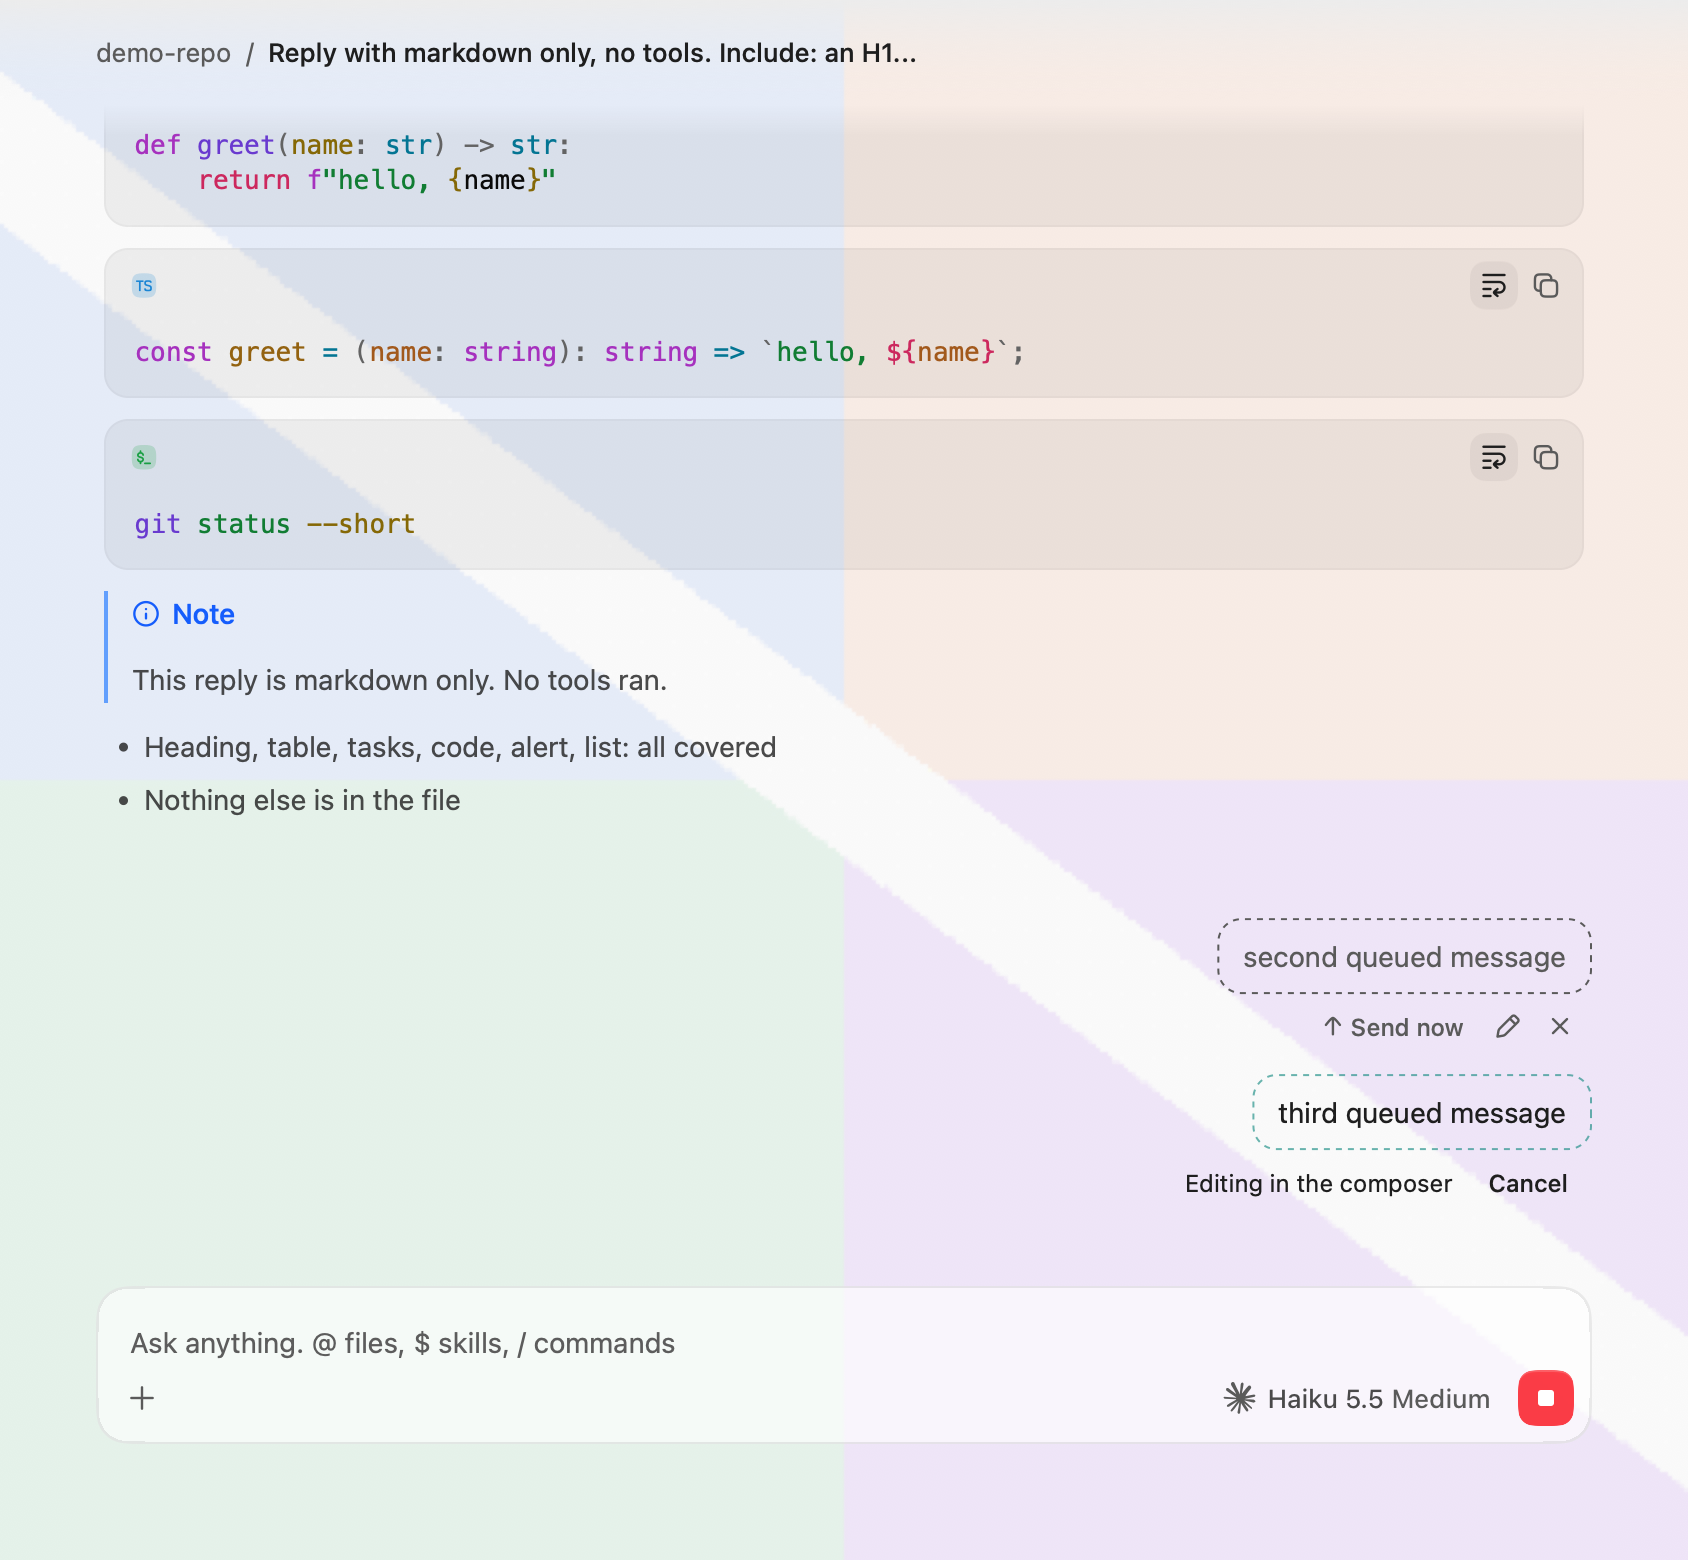 demo-repo / Reply with markdown only, no tools. Include: an H1...
def greet(name: str) -> str:
    return f"hello, {name}"
TS
const greet = (name: string): string => `hello, ${name}`;
$_
git status --short
Note
This reply is markdown only. No tools ran.
• Heading, table, tasks, code, alert, list: all covered
• Nothing else is in the file
second queued message
Send now
third queued message
Editing in the composer Cancel
Ask anything. @ files, $ skills, / commands
Haiku 5.5 Medium